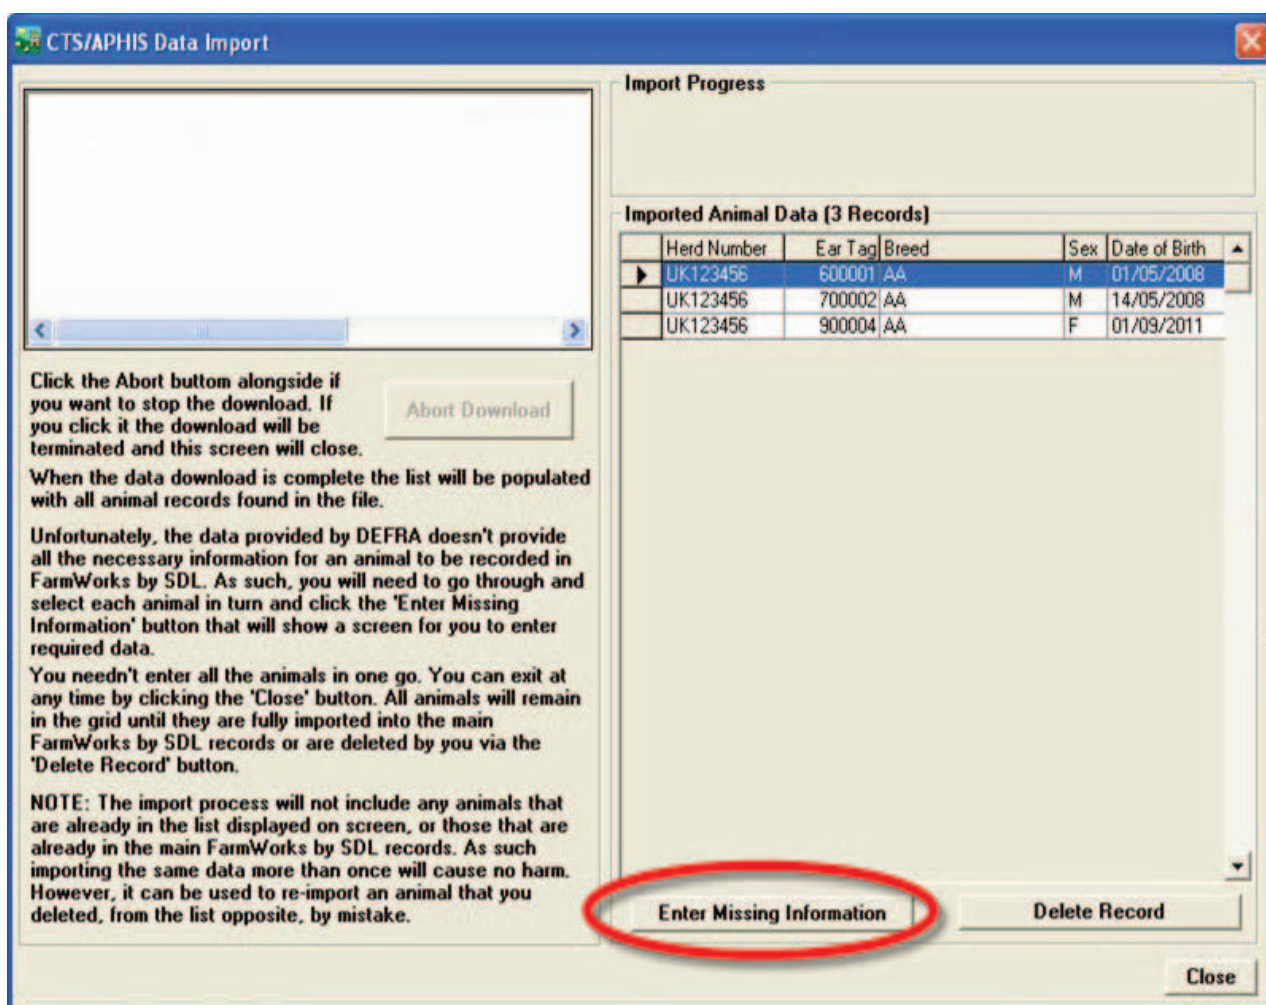 CTS/APHIS Data Import
Click the Abort buttom alongside if
you want to stop the download. If
you click it the download will be
terminated and this screen will close.
Abort Download
When the data download is complete the list will be populated
with all animal records found in the file.
Unfortunately, the data provided by DEFRA doesn't provide
all the necessary information for an animal to be recorded in
FarmWorks by SDL. As such, you will need to go through and
select each animal in turn and click the 'Enter Missing
Information' button that will show a screen for you to enter
required data.
You needn't enter all the animals in one go. You can exit at
any time by clicking the 'Close' button. All animals will remain
in the grid until they are fully imported into the main
FarmWorks by SDL records or are deleted by you via the
'Delete Record' button.
NOTE: The import process will not include any animals that
are already in the list displayed on screen, or those that are
already in the main FarmWorks by SDL records. As such
importing the same data more than once will cause no harm.
However, it can be used to re-import an animal that you
deleted, from the list opposite, by mistake.
Import Progress
Imported Animal Data (3 Records)
Herd Number Ear Tag Breed Sex Date of Birth
UK123456 600001 AA M 01/05/2008
UK123456 700002 AA M 14/05/2008
UK123456 900004 AA F 01/09/2011
Enter Missing Information Delete Record
Close